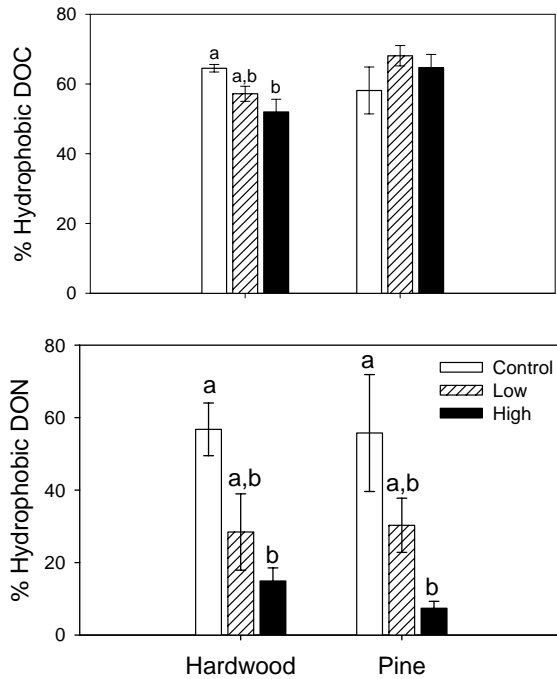 80
a
a,b
b
60
40
20
0
% Hydrophobic DOC
80
Control
Low
High
a
a
60
a,b
a,b
40
b
b
20
0
% Hydrophobic DON
Hardwood
Pine